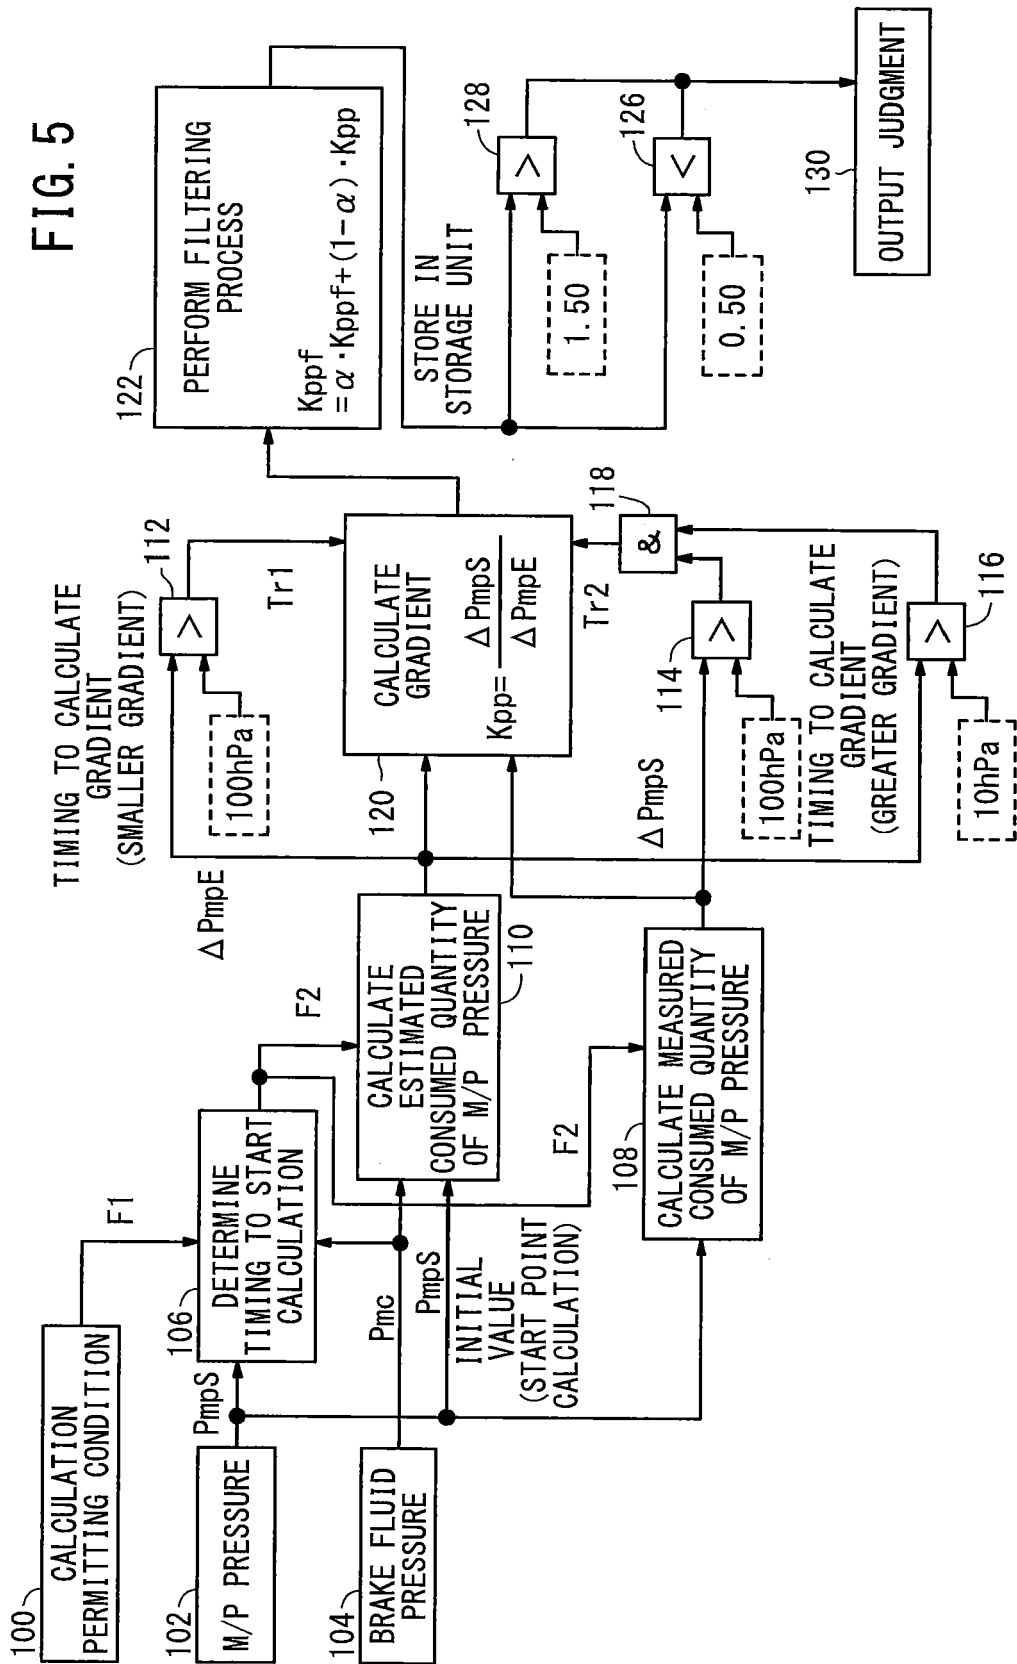 FIG. 5
100
CALCULATION
PERMITTING CONDITION
F1
102
M/P PRESSURE
PmpS
104
BRAKE FLUID
PRESSURE
Pmc
PmpS
INITIAL
VALUE
(START POINT
CALCULATION)
106
DETERMINE
TIMING TO START
CALCULATION
F2
F2
CALCULATE
ESTIMATED
CONSUMED QUANTITY
OF M/P PRESSURE
110
108
CALCULATE MEASURED
CONSUMED QUANTITY
OF M/P PRESSURE
ΔPmpE
TIMING TO CALCULATE
GRADIENT
(SMALLER GRADIENT)
100hPa
>
112
Tr1
120
CALCULATE
GRADIENT
Kpp=
ΔPmpS
ΔPmpE
Tr2
&
118
ΔPmpS
114
>
100hPa
TIMING TO CALCULATE
GRADIENT
(GREATER GRADIENT)
10hPa
>
116
122
PERFORM FILTERING
PROCESS
Kppf
=α·Kppf+(1-α)·Kpp
STORE IN
STORAGE UNIT
1.50
>
128
0.50
<
126
130
OUTPUT JUDGMENT